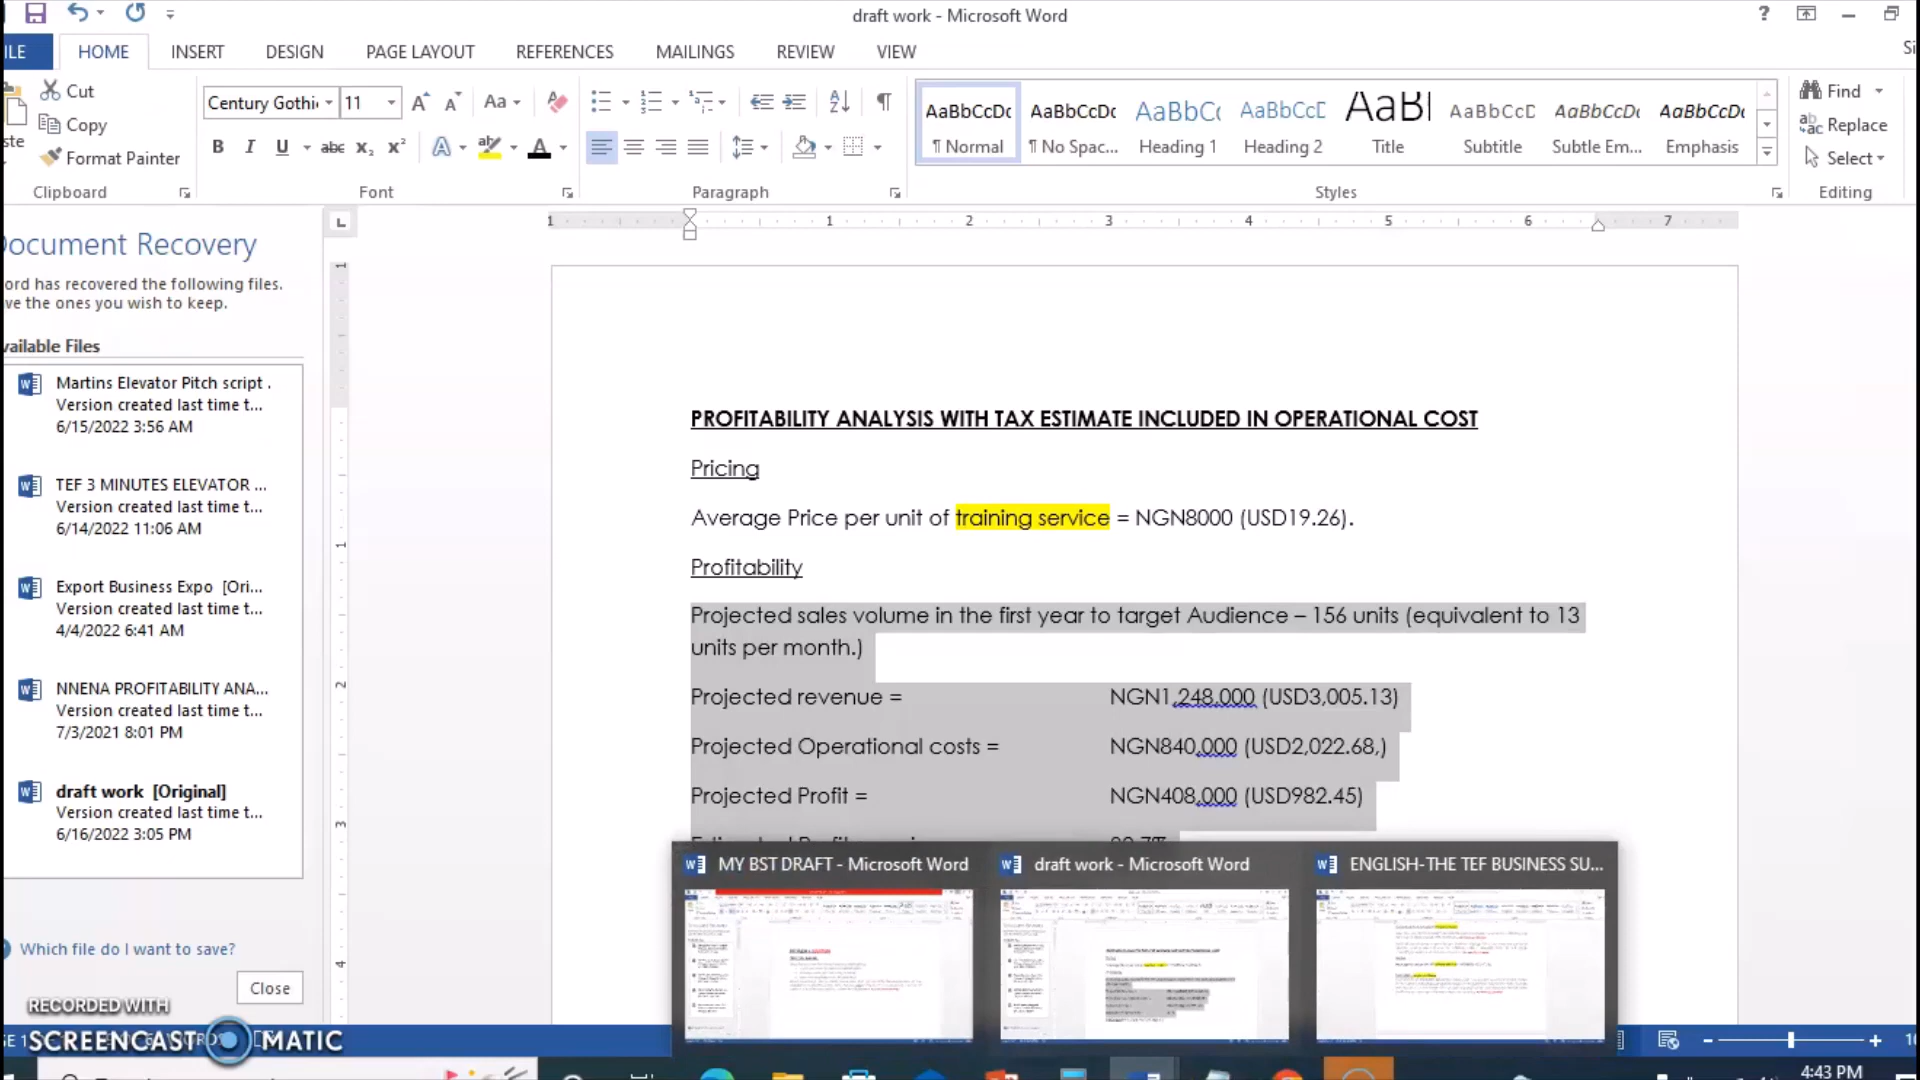 draft work - Microsoft Word
HOME INSERT DESIGN PAGE LAYOUT REFERENCES MAILINGS REVIEW VIEW
Cut
Copy
Format Painter
Clipboard
Century Gothi 11
Font
Paragraph
AaBbCcDc AaBbCcDc AaBbCc AaBbCcD AaBl AaBbCcD AaBbCcDc AaBbCcDc
¶ Normal ¶ No Spac... Heading 1 Heading 2 Title Subtitle Subtle Em... Emphasis
Styles
Find
Replace
Select
Editing
ocument Recovery
ord has recovered the following files.
ve the ones you wish to keep.
vailable Files
Martins Elevator Pitch script .
Version created last time t...
6/15/2022 3:56 AM
TEF 3 MINUTES ELEVATOR ...
Version created last time t...
6/14/2022 11:06 AM
Export Business Expo [Ori...
Version created last time t...
4/4/2022 6:41 AM
NNENA PROFITABILITY ANA...
Version created last time t...
7/3/2021 8:01 PM
draft work [Original]
Version created last time t...
6/16/2022 3:05 PM
Which file do I want to save?
Close
PROFITABILITY ANALYSIS WITH TAX ESTIMATE INCLUDED IN OPERATIONAL COST
Pricing
Average Price per unit of training service = NGN8000 (USD19.26).
Profitability
Projected sales volume in the first year to target Audience – 156 units (equivalent to 13
units per month.)
Projected revenue = NGN1,248,000 (USD3,005.13)
Projected Operational costs = NGN840,000 (USD2,022.68,)
Projected Profit = NGN408,000 (USD982.45)
MY BST DRAFT - Microsoft Word
draft work - Microsoft Word
ENGLISH-THE TEF BUSINESS SU...
RECORDED WITH
SCREENCAST MATIC
4:43 PM